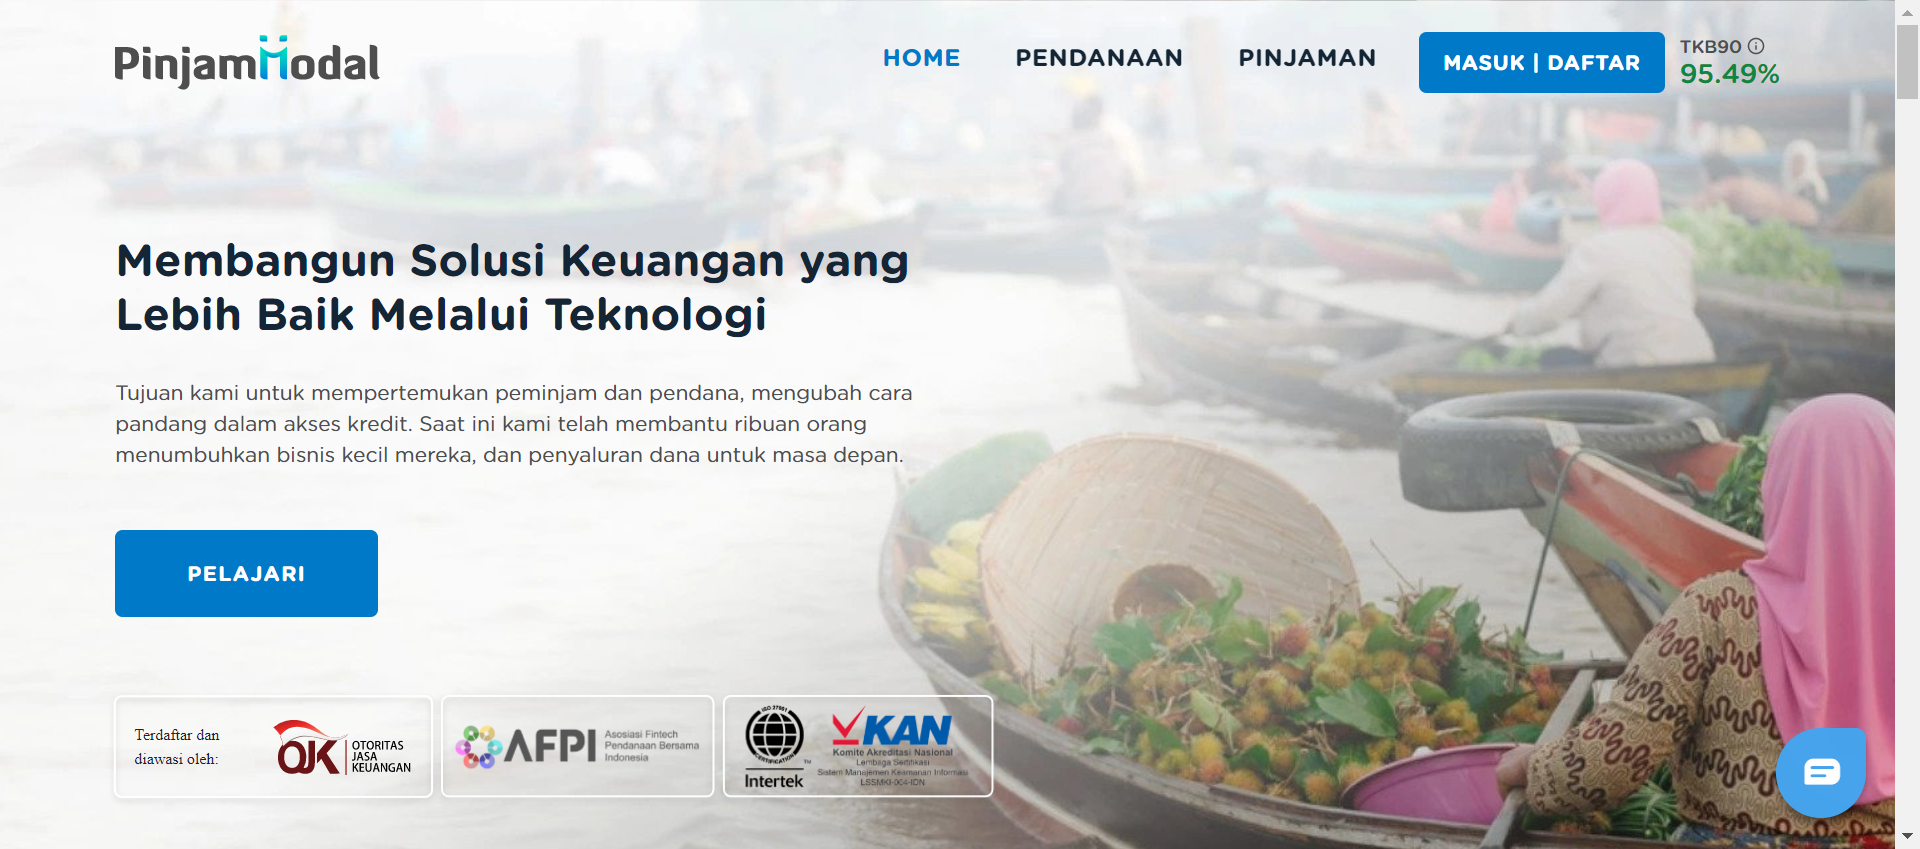 PinjamModal
HOME
PENDANAAN
PINJAMAN
MASUK | DAFTAR
TKB90
95.49%
Membangun Solusi Keuangan yang
Lebih Baik Melalui Teknologi
Tujuan kami untuk mempertemukan peminjam dan pendana, mengubah cara
pandang dalam akses kredit. Saat ini kami telah membantu ribuan orang
menumbuhkan bisnis kecil mereka, dan penyaluran dana untuk masa depan.
PELAJARI
Terdaftar dan
diawasi oleh:
OJK
OTORITAS
JASA
KEUANGAN
AFPI
Asosiasi Fintech
Pendanaan Bersama
Indonesia
ISO 27001
CERTIFICATION
TM
Intertek
KAN
Komite Akreditasi Nasional
Lembaga Sertifikasi
Sistem Manajemen Keamanan Informasi
LSSMKI-004-IDN